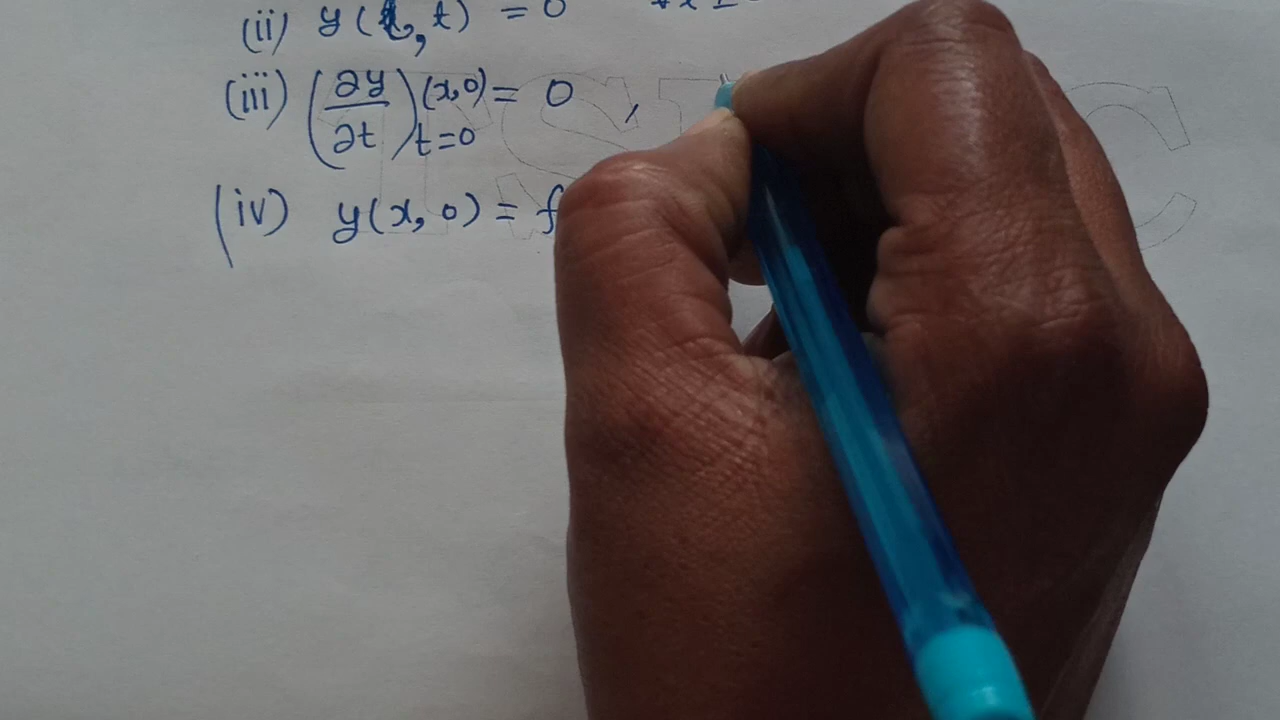 (ii) y(l, t) = 0
(iii) (∂y/∂t)(x,0) t=0 = 0 ,
(iv) y(x, 0) = f